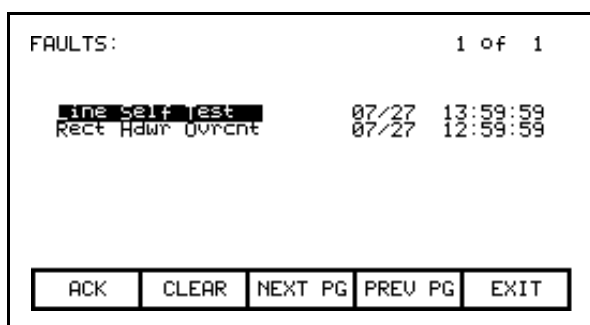 FAULTS: 1 of 1
Line Self Test 07/27 13:59:59
Rect Hdwr Ovrcnt 07/27 12:59:59
ACK CLEAR NEXT PG PREV PG EXIT